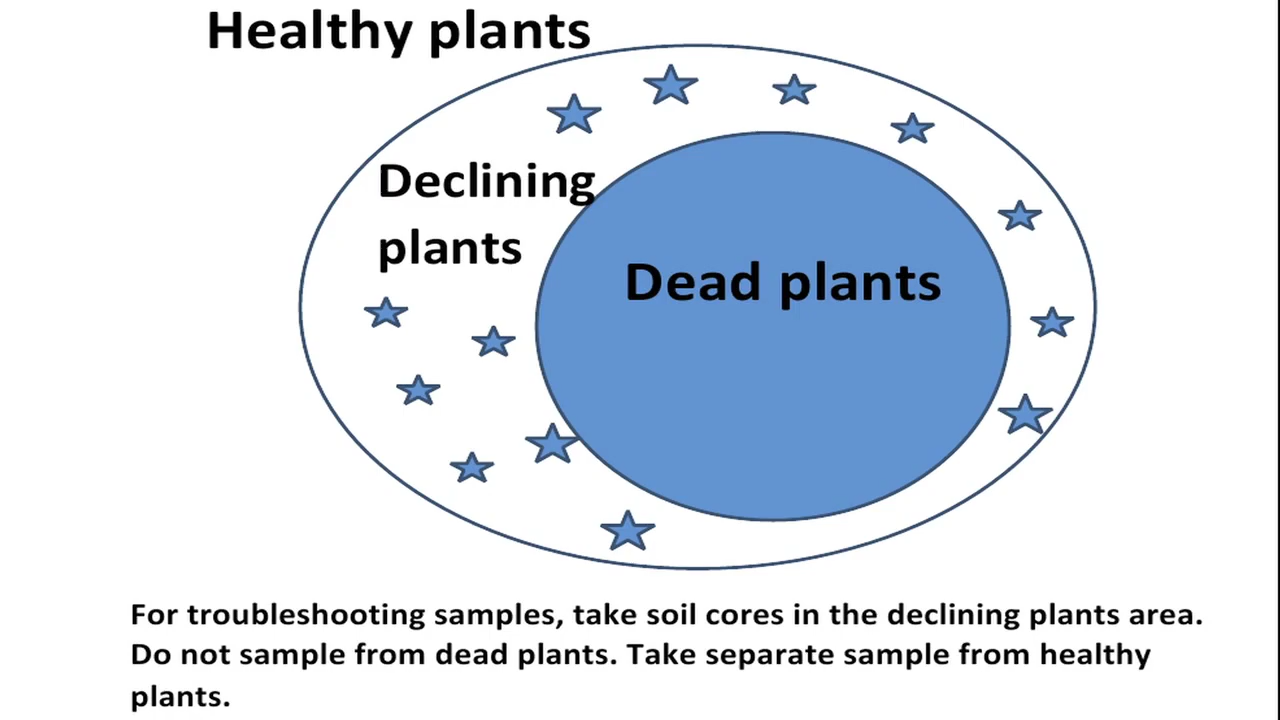 Healthy plants
Declining
plants
Dead plants
For troubleshooting samples, take soil cores in the declining plants area.
Do not sample from dead plants. Take separate sample from healthy
plants.